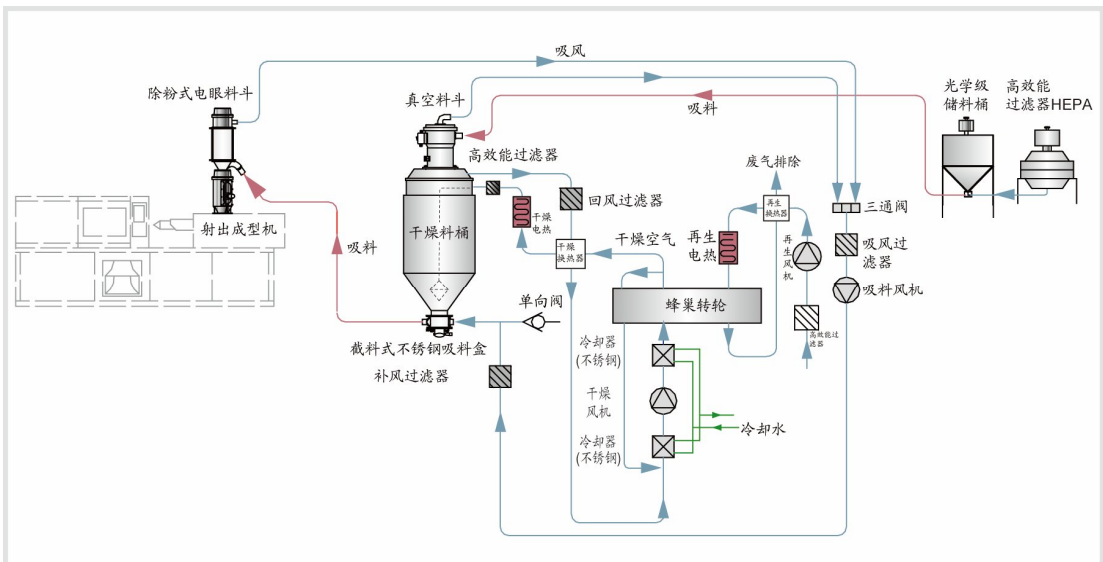 吸风
除粉式电眼料斗
真空料斗
吸料
光学级
储料桶
高效能
过滤器HEPA
高效能过滤器
废气排除
回风过滤器
再生
换热器
三通阀
射出成型机
干燥料桶
干燥
电热
干燥空气
再生
电热
再生风机
吸风过
滤器
吸料
干燥
换热器
单向阀
蜂巢转轮
吸料风机
高效能过
滤器
截料式不锈钢吸料盒
补风过滤器
冷却器
(不锈钢)
干燥
风机
冷却水
冷却器
(不锈钢)